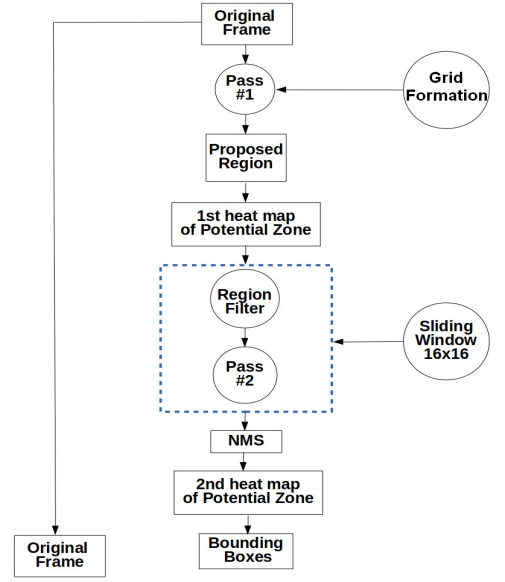 Original
Frame
Pass
#1
Grid
Formation
Proposed
Region
1st heat map
of Potential Zone
Region
Filter
Sliding
Window
16x16
Pass
#2
NMS
2nd heat map
of Potential Zone
Original
Frame
Bounding
Boxes